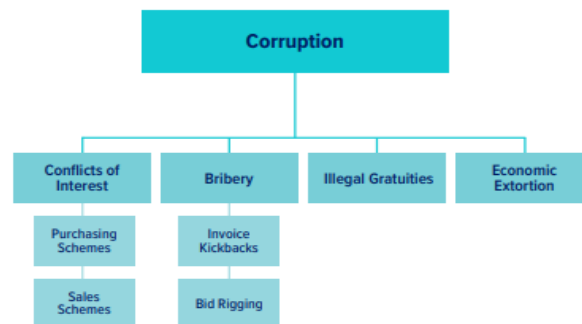 Corruption
Conflicts of
Interest
Bribery
Illegal Gratuities
Economic
Extortion
Purchasing
Schemes
Invoice
Kickbacks
Sales
Schemes
Bid Rigging